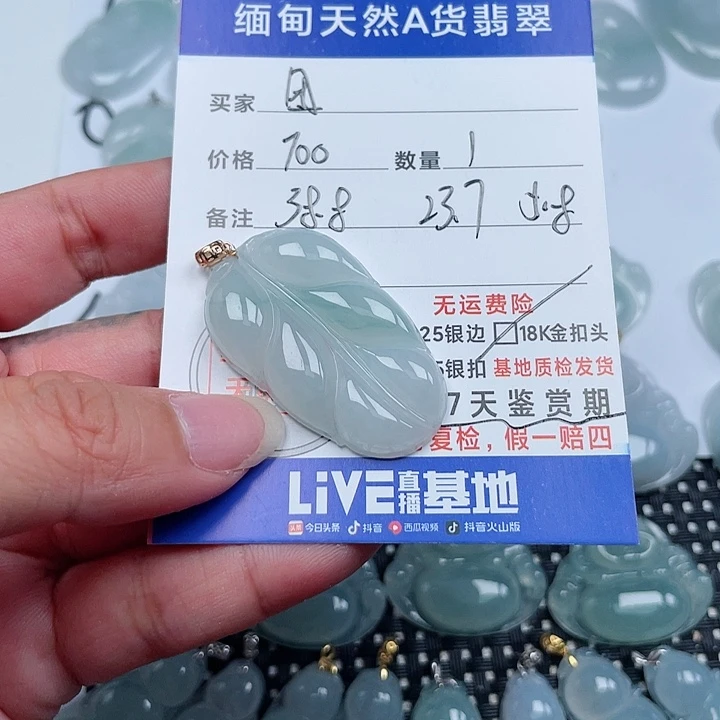 缅甸天然A货翡翠
买家 团
价格 700 数量 1
备注 38.8 23.7
无运费险
25银边 18K金扣头
银扣 基地质检发货
7天鉴赏期
复检，假一赔四
LiVE直播基地
今日头条 抖音 西瓜视频 抖音火山版